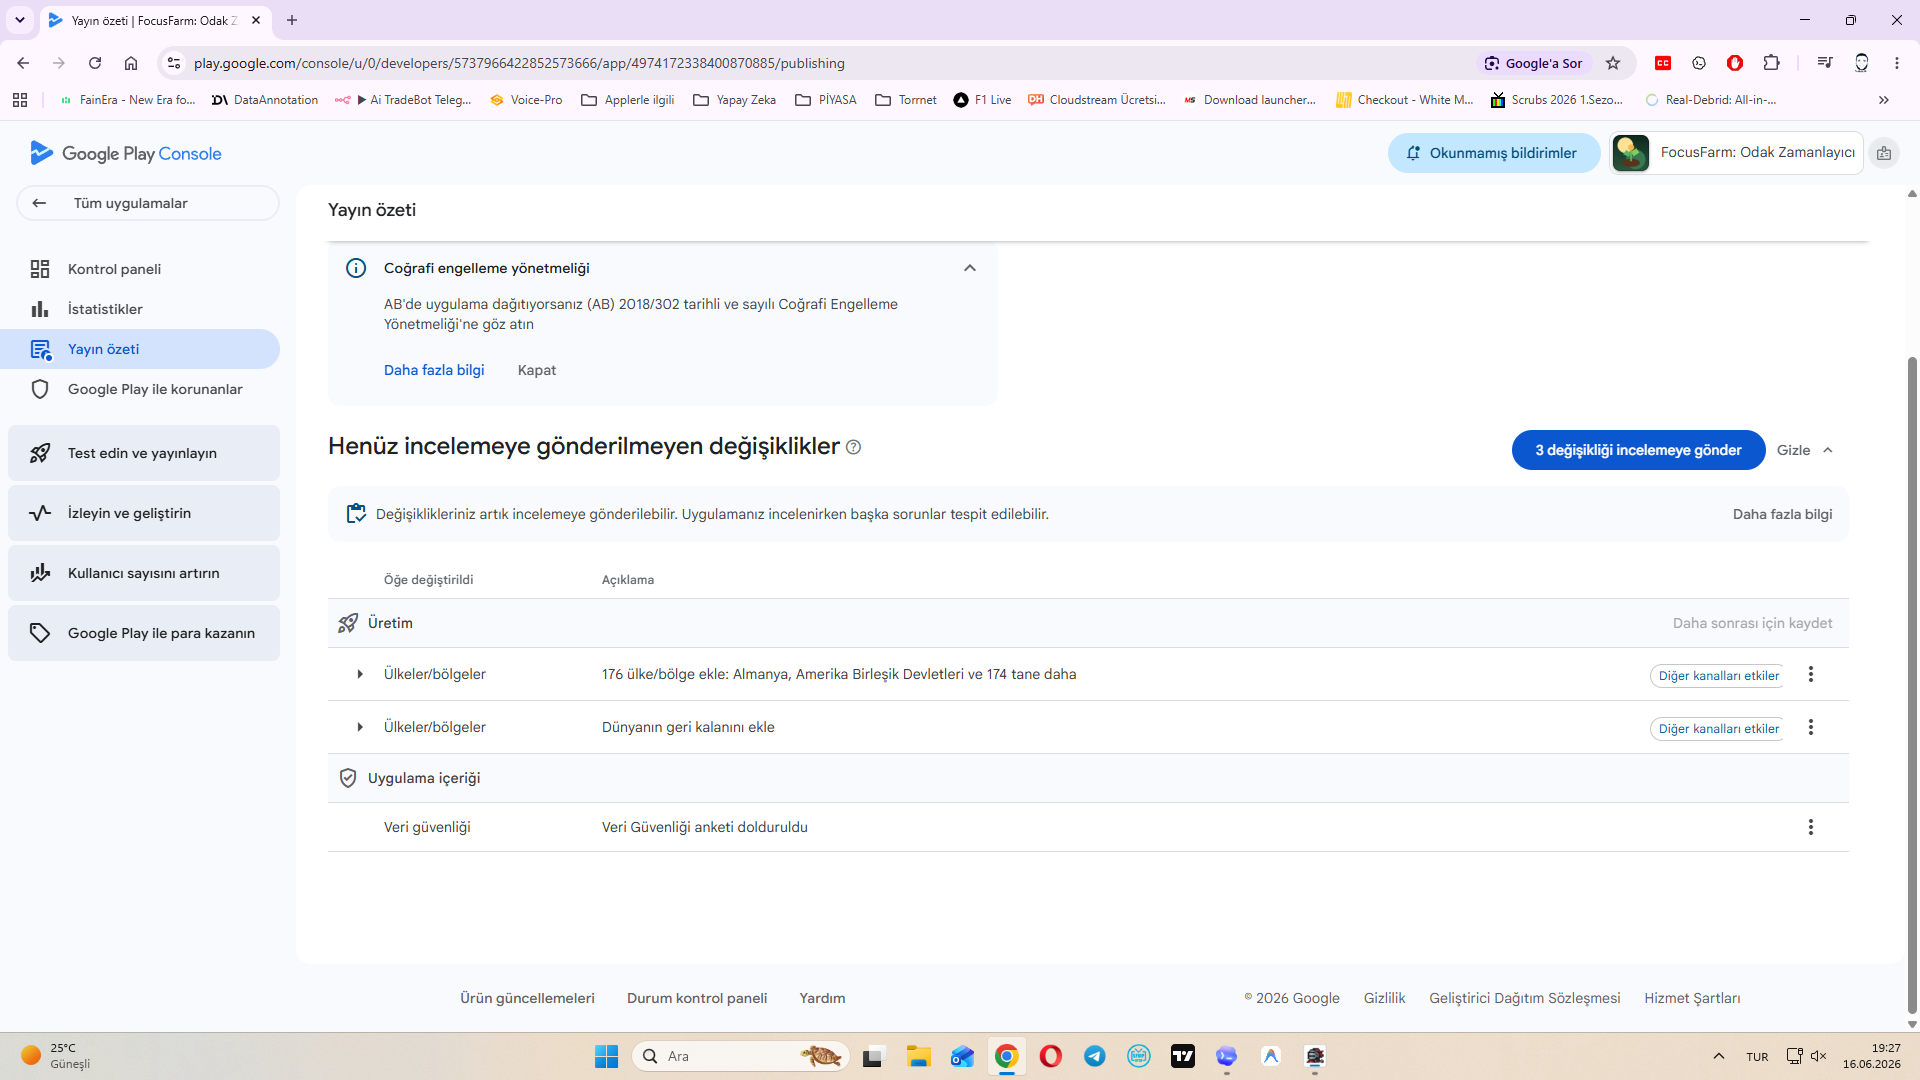 Yayın özeti | FocusFarm: Odak Z
play.google.com/console/u/0/developers/5737966422852573666/app/4974172338400870885/publishing
Google'a Sor
FainEra - New Era fo...
DataAnnotation
Ai TradeBot Teleg...
Voice-Pro
Applerle ilgili
Yapay Zeka
PİYASA
Torrnet
F1 Live
Cloudstream Ücretsi...
Download launcher...
Checkout - White M...
Scrubs 2026 1.Sezo...
Real-Debrid: All-in-...
Google Play Console
Okunmamış bildirimler
FocusFarm: Odak Zamanlayıcı
Tüm uygulamalar
Kontrol paneli
İstatistikler
Yayın özeti
Google Play ile korunanlar
Test edin ve yayınlayın
İzleyin ve geliştirin
Kullanıcı sayısını artırın
Google Play ile para kazanın
Yayın özeti
Coğrafi engelleme yönetmeliği
AB'de uygulama dağıtıyorsanız (AB) 2018/302 tarihli ve sayılı Coğrafi Engelleme
Yönetmeliği'ne göz atın
Daha fazla bilgi
Kapat
Henüz incelemeye gönderilmeyen değişiklikler
3 değişikliği incelemeye gönder
Gizle
Değişiklikleriniz artık incelemeye gönderilebilir. Uygulamanız incelenirken başka sorunlar tespit edilebilir.
Daha fazla bilgi
Öğe değiştirildi
Açıklama
Üretim
Daha sonrası için kaydet
Ülkeler/bölgeler
176 ülke/bölge ekle: Almanya, Amerika Birleşik Devletleri ve 174 tane daha
Diğer kanalları etkiler
Ülkeler/bölgeler
Dünyanın geri kalanını ekle
Diğer kanalları etkiler
Uygulama içeriği
Veri güvenliği
Veri Güvenliği anketi dolduruldu
Ürün güncellemeleri
Durum kontrol paneli
Yardım
© 2026 Google
Gizlilik
Geliştirici Dağıtım Sözleşmesi
Hizmet Şartları
25°C
Güneşli
Ara
TUR
19:27
16.06.2026